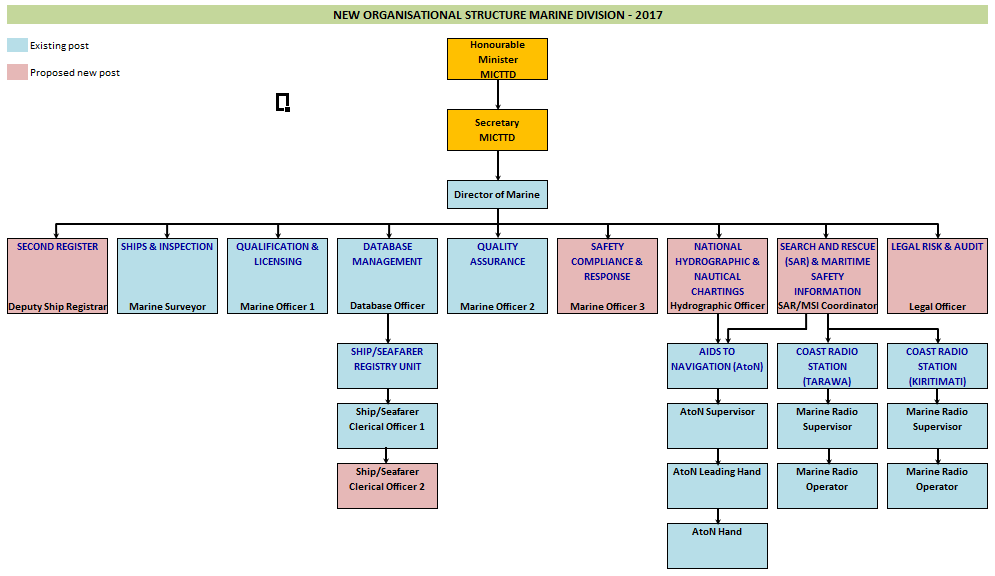 NEW ORGANISATIONAL STRUCTURE MARINE DIVISION - 2017
Existing post
Proposed new post
Honourable
Minister
MICTTD
Secretary
MICTTD
Director of Marine
SECOND REGISTER
Deputy Ship Registrar
SHIPS & INSPECTION
Marine Surveyor
QUALIFICATION &
LICENSING
Marine Officer 1
DATABASE
MANAGEMENT
Database Officer
QUALITY
ASSURANCE
Marine Officer 2
SAFETY
COMPLIANCE &
RESPONSE
Marine Officer 3
NATIONAL
HYDROGRAPHIC &
NAUTICAL
CHARTINGS
Hydrographic Officer
SEARCH AND RESCUE
(SAR) & MARITIME
SAFETY
INFORMATION
SAR/MSI Coordinator
LEGAL RISK & AUDIT
Legal Officer
SHIP/SEAFARER
REGISTRY UNIT
Ship/Seafarer
Clerical Officer 1
Ship/Seafarer
Clerical Officer 2
AIDS TO
NAVIGATION (AtoN)
AtoN Supervisor
AtoN Leading Hand
AtoN Hand
COAST RADIO
STATION
(TARAWA)
Marine Radio
Supervisor
Marine Radio
Operator
COAST RADIO
STATION
(KIRITIMATI)
Marine Radio
Supervisor
Marine Radio
Operator